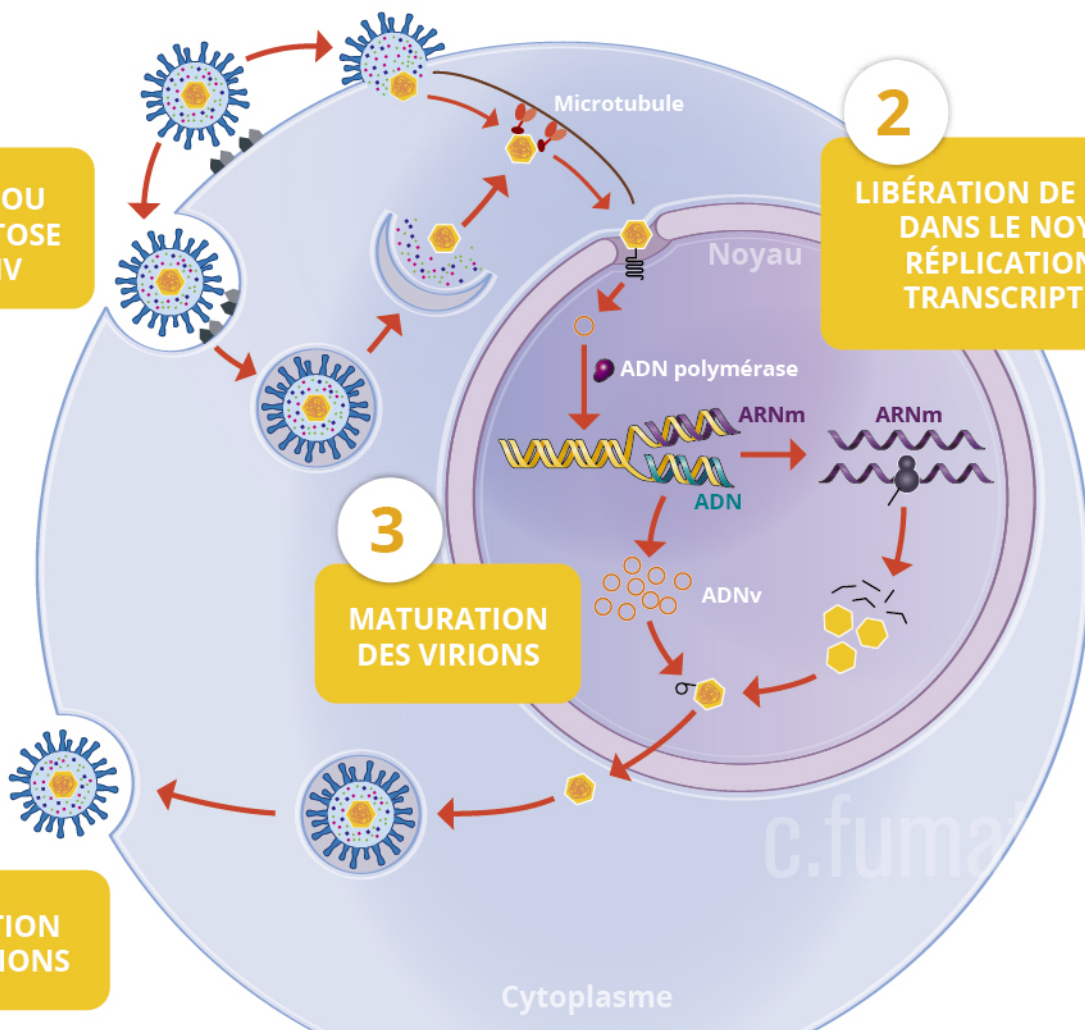 OU
TOSE
IV
Microtubule
2
LIBÉRATION DE
DANS LE NOY
RÉPLICATION
TRANSCRIPT
Noyau
ADN polymérase
ARNm
ARNm
ADN
3
MATURATION
DES VIRIONS
ADNv
TION
IONS
c.fuma
Cytoplasme